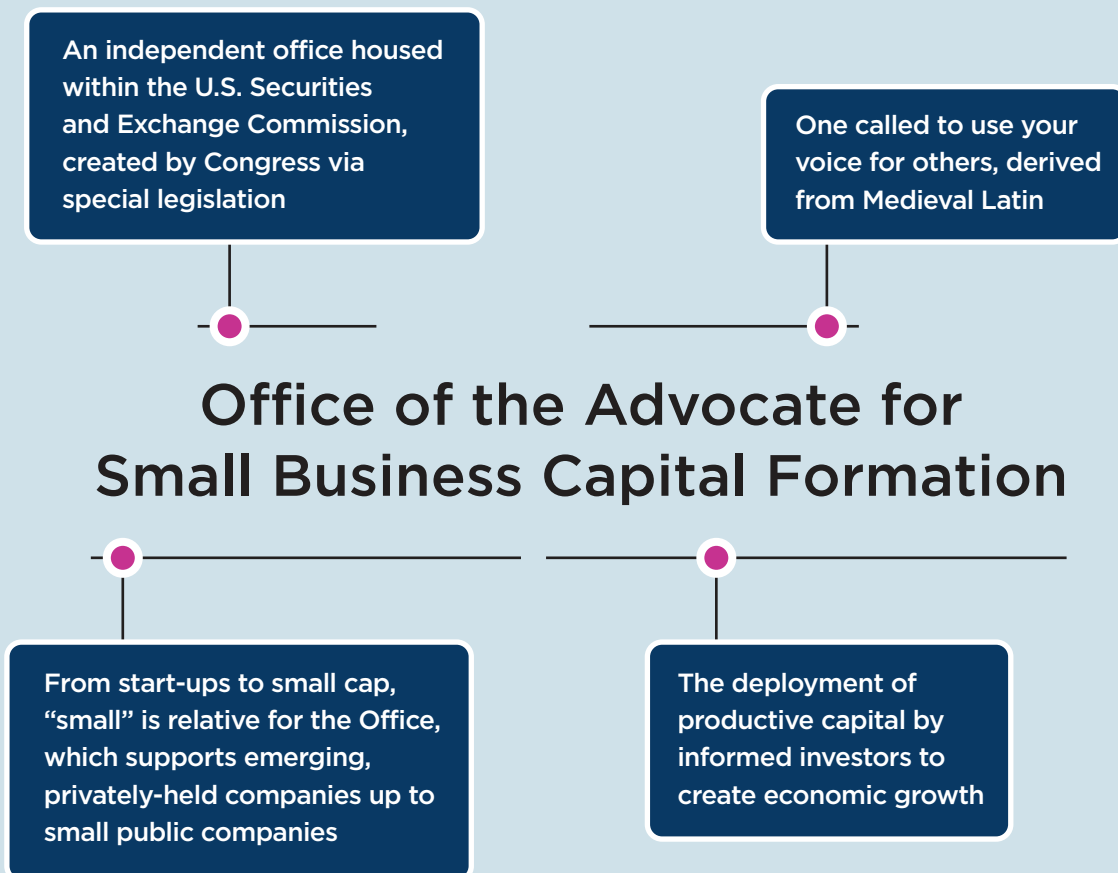 An independent office housed
within the U.S. Securities
and Exchange Commission,
created by Congress via
special legislation
One called to use your
voice for others, derived
from Medieval Latin
Office of the Advocate for
Small Business Capital Formation
From start-ups to small cap,
“small” is relative for the Office,
which supports emerging,
privately-held companies up to
small public companies
The deployment of
productive capital by
informed investors to
create economic growth